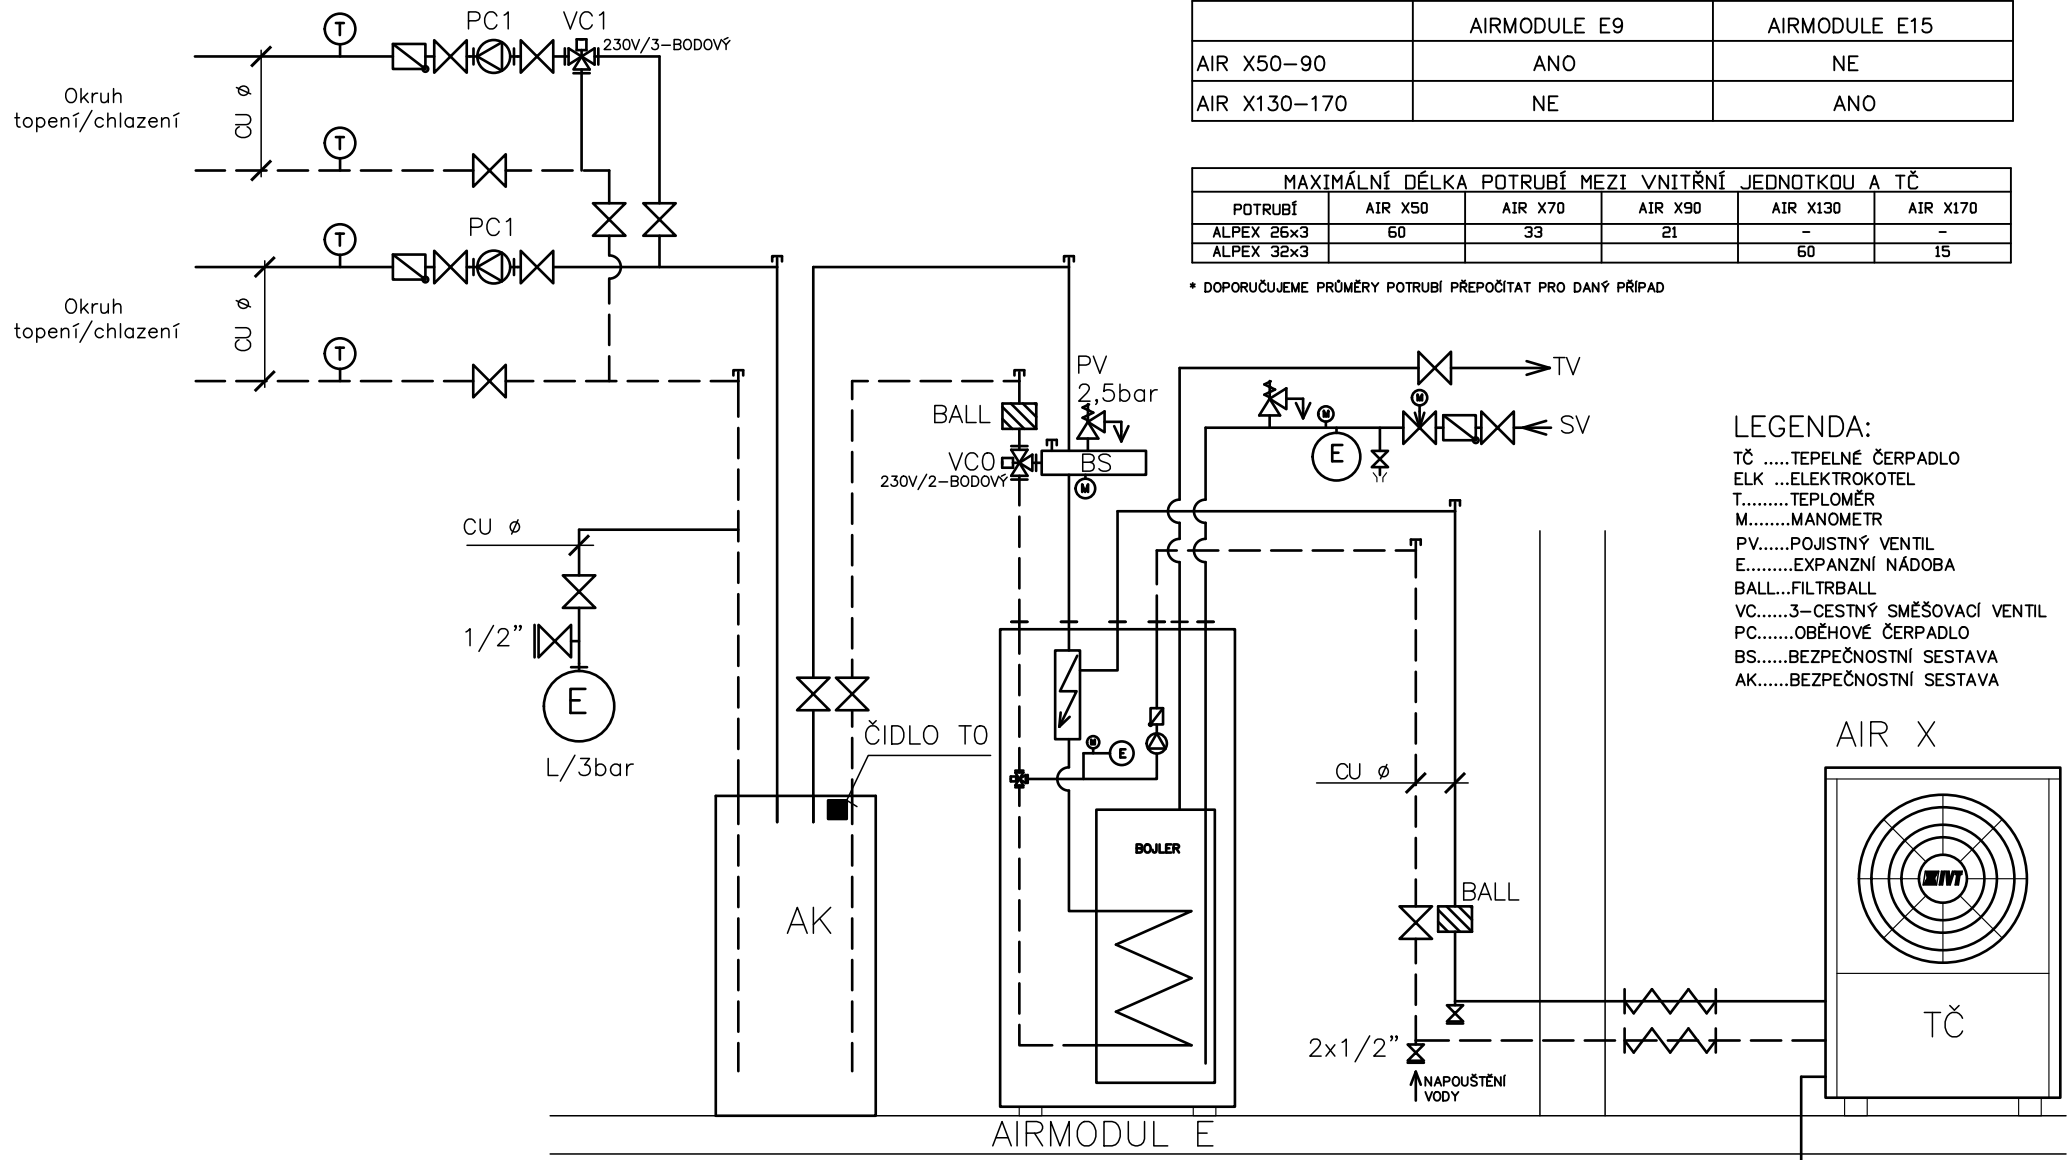 PC1 VC1
230V/3-BODOVÝ
T
Okruh
topení/chlazení
CU ø
T
PC1
T
Okruh
topení/chlazení
CU ø
T
AIRMODULE E9 AIRMODULE E15
AIR X50-90 ANO NE
AIR X130-170 NE ANO
MAXIMÁLNÍ DÉLKA POTRUBÍ MEZI VNITŘNÍ JEDNOTKOU A TČ
POTRUBÍ AIR X50 AIR X70 AIR X90 AIR X130 AIR X170
ALPEX 26x3 60 33 21 - -
ALPEX 32x3 60 15
* DOPORUČUJEME PRŮMĚRY POTRUBÍ PŘEPOČÍTAT PRO DANÝ PŘÍPAD
PV
2,5bar
BALL
VC0
230V/2-BODOVÝ
BS
M
TV
M
M
SV
E
CU ø
1/2"
E
L/3bar
ČIDLO T0
AK
M
E
BOJLER
AIRMODUL E
CU ø
BALL
2x1/2"
NAPOUŠTĚNÍ
VODY
LEGENDA:
TČ .....TEPELNÉ ČERPADLO
ELK ...ELEKTROKOTEL
T.........TEPLOMĚR
M........MANOMETR
PV......POJISTNÝ VENTIL
E.........EXPANZNÍ NÁDOBA
BALL...FILTRBALL
VC......3-CESTNÝ SMĚŠOVACÍ VENTIL
PC.......OBĚHOVÉ ČERPADLO
BS......BEZPEČNOSTNÍ SESTAVA
AK......BEZPEČNOSTNÍ SESTAVA
AIR X
IVT
TČ